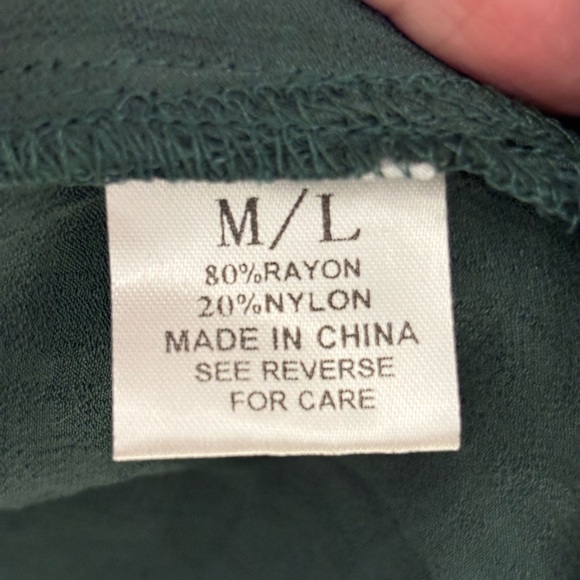 M/L
80%RAYON
20%NYLON
MADE IN CHINA
SEE REVERSE
FOR CARE